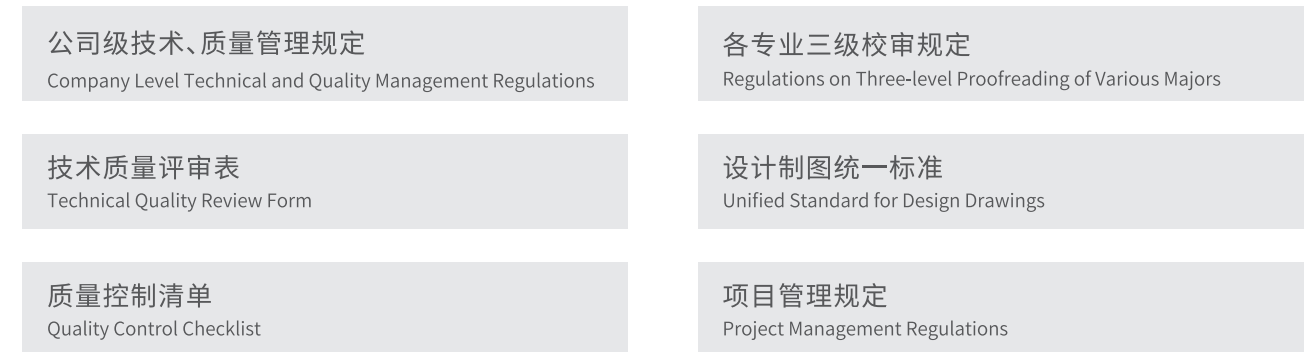 公司级技术、质量管理规定
Company Level Technical and Quality Management Regulations
各专业三级校审规定
Regulations on Three-level Proofreading of Various Majors
技术质量评审表
Technical Quality Review Form
设计制图统一标准
Unified Standard for Design Drawings
质量控制清单
Quality Control Checklist
项目管理规定
Project Management Regulations